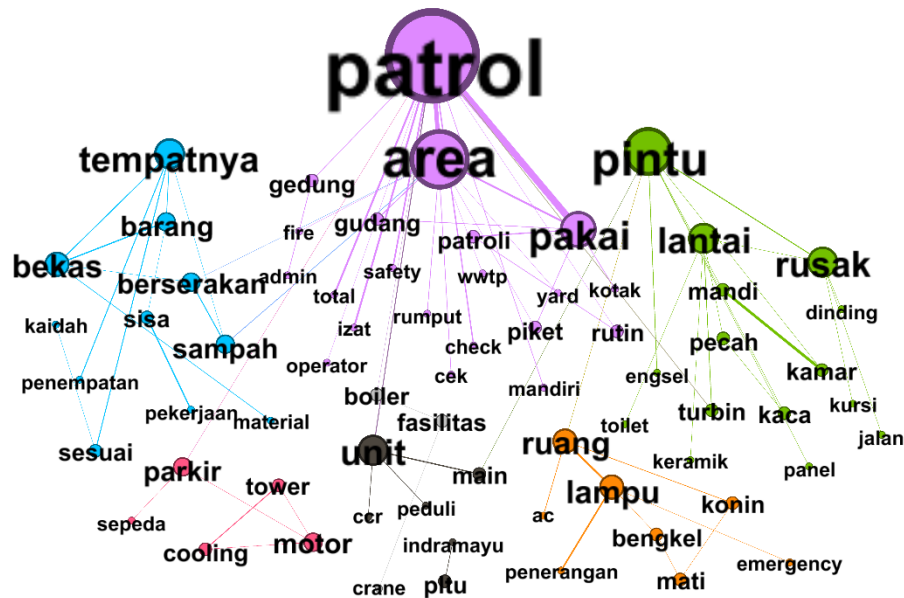 patrol
tempatnya
area
pintu
gedung
barang
gudang
fire
patroli
pakai
lantai
bekas
berserakan
admin
safety
wwtp
rusak
mandi
kotak
total
yard
kaidah
sisa
izat
rumput
piket
rutin
dinding
sampah
check
pecah
operator
cek
mandiri
engsel
kamar
penempatan
pekerjaan
material
boiler
fasilitas
turbin
kaca
kursi
toilet
jalan
sesuai
unit
ruang
keramik
panel
parkir
tower
main
lampu
konin
sepeda
ccr
peduli
ac
cooling
motor
indramayu
bengkel
crane
pltu
penerangan
mati
emergency